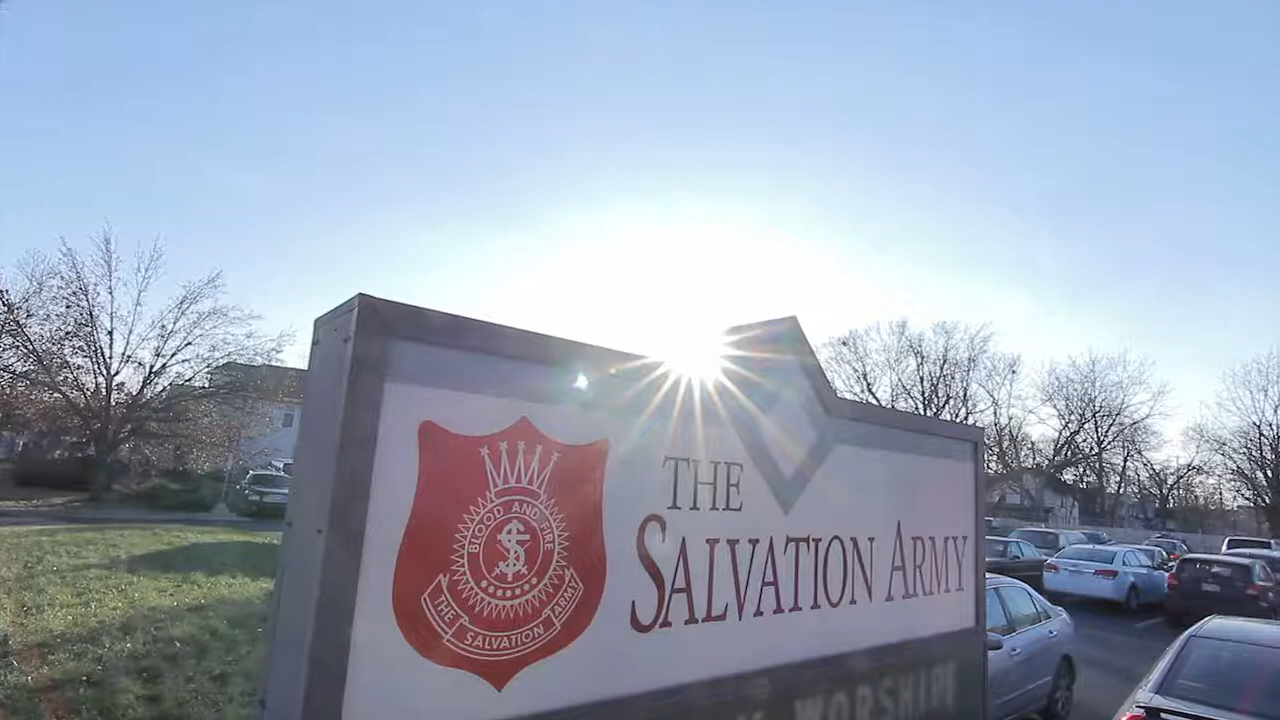 BLOOD AND FIRE
THE SALVATION ARMY
THE
SALVATION ARMY
WORSHIP